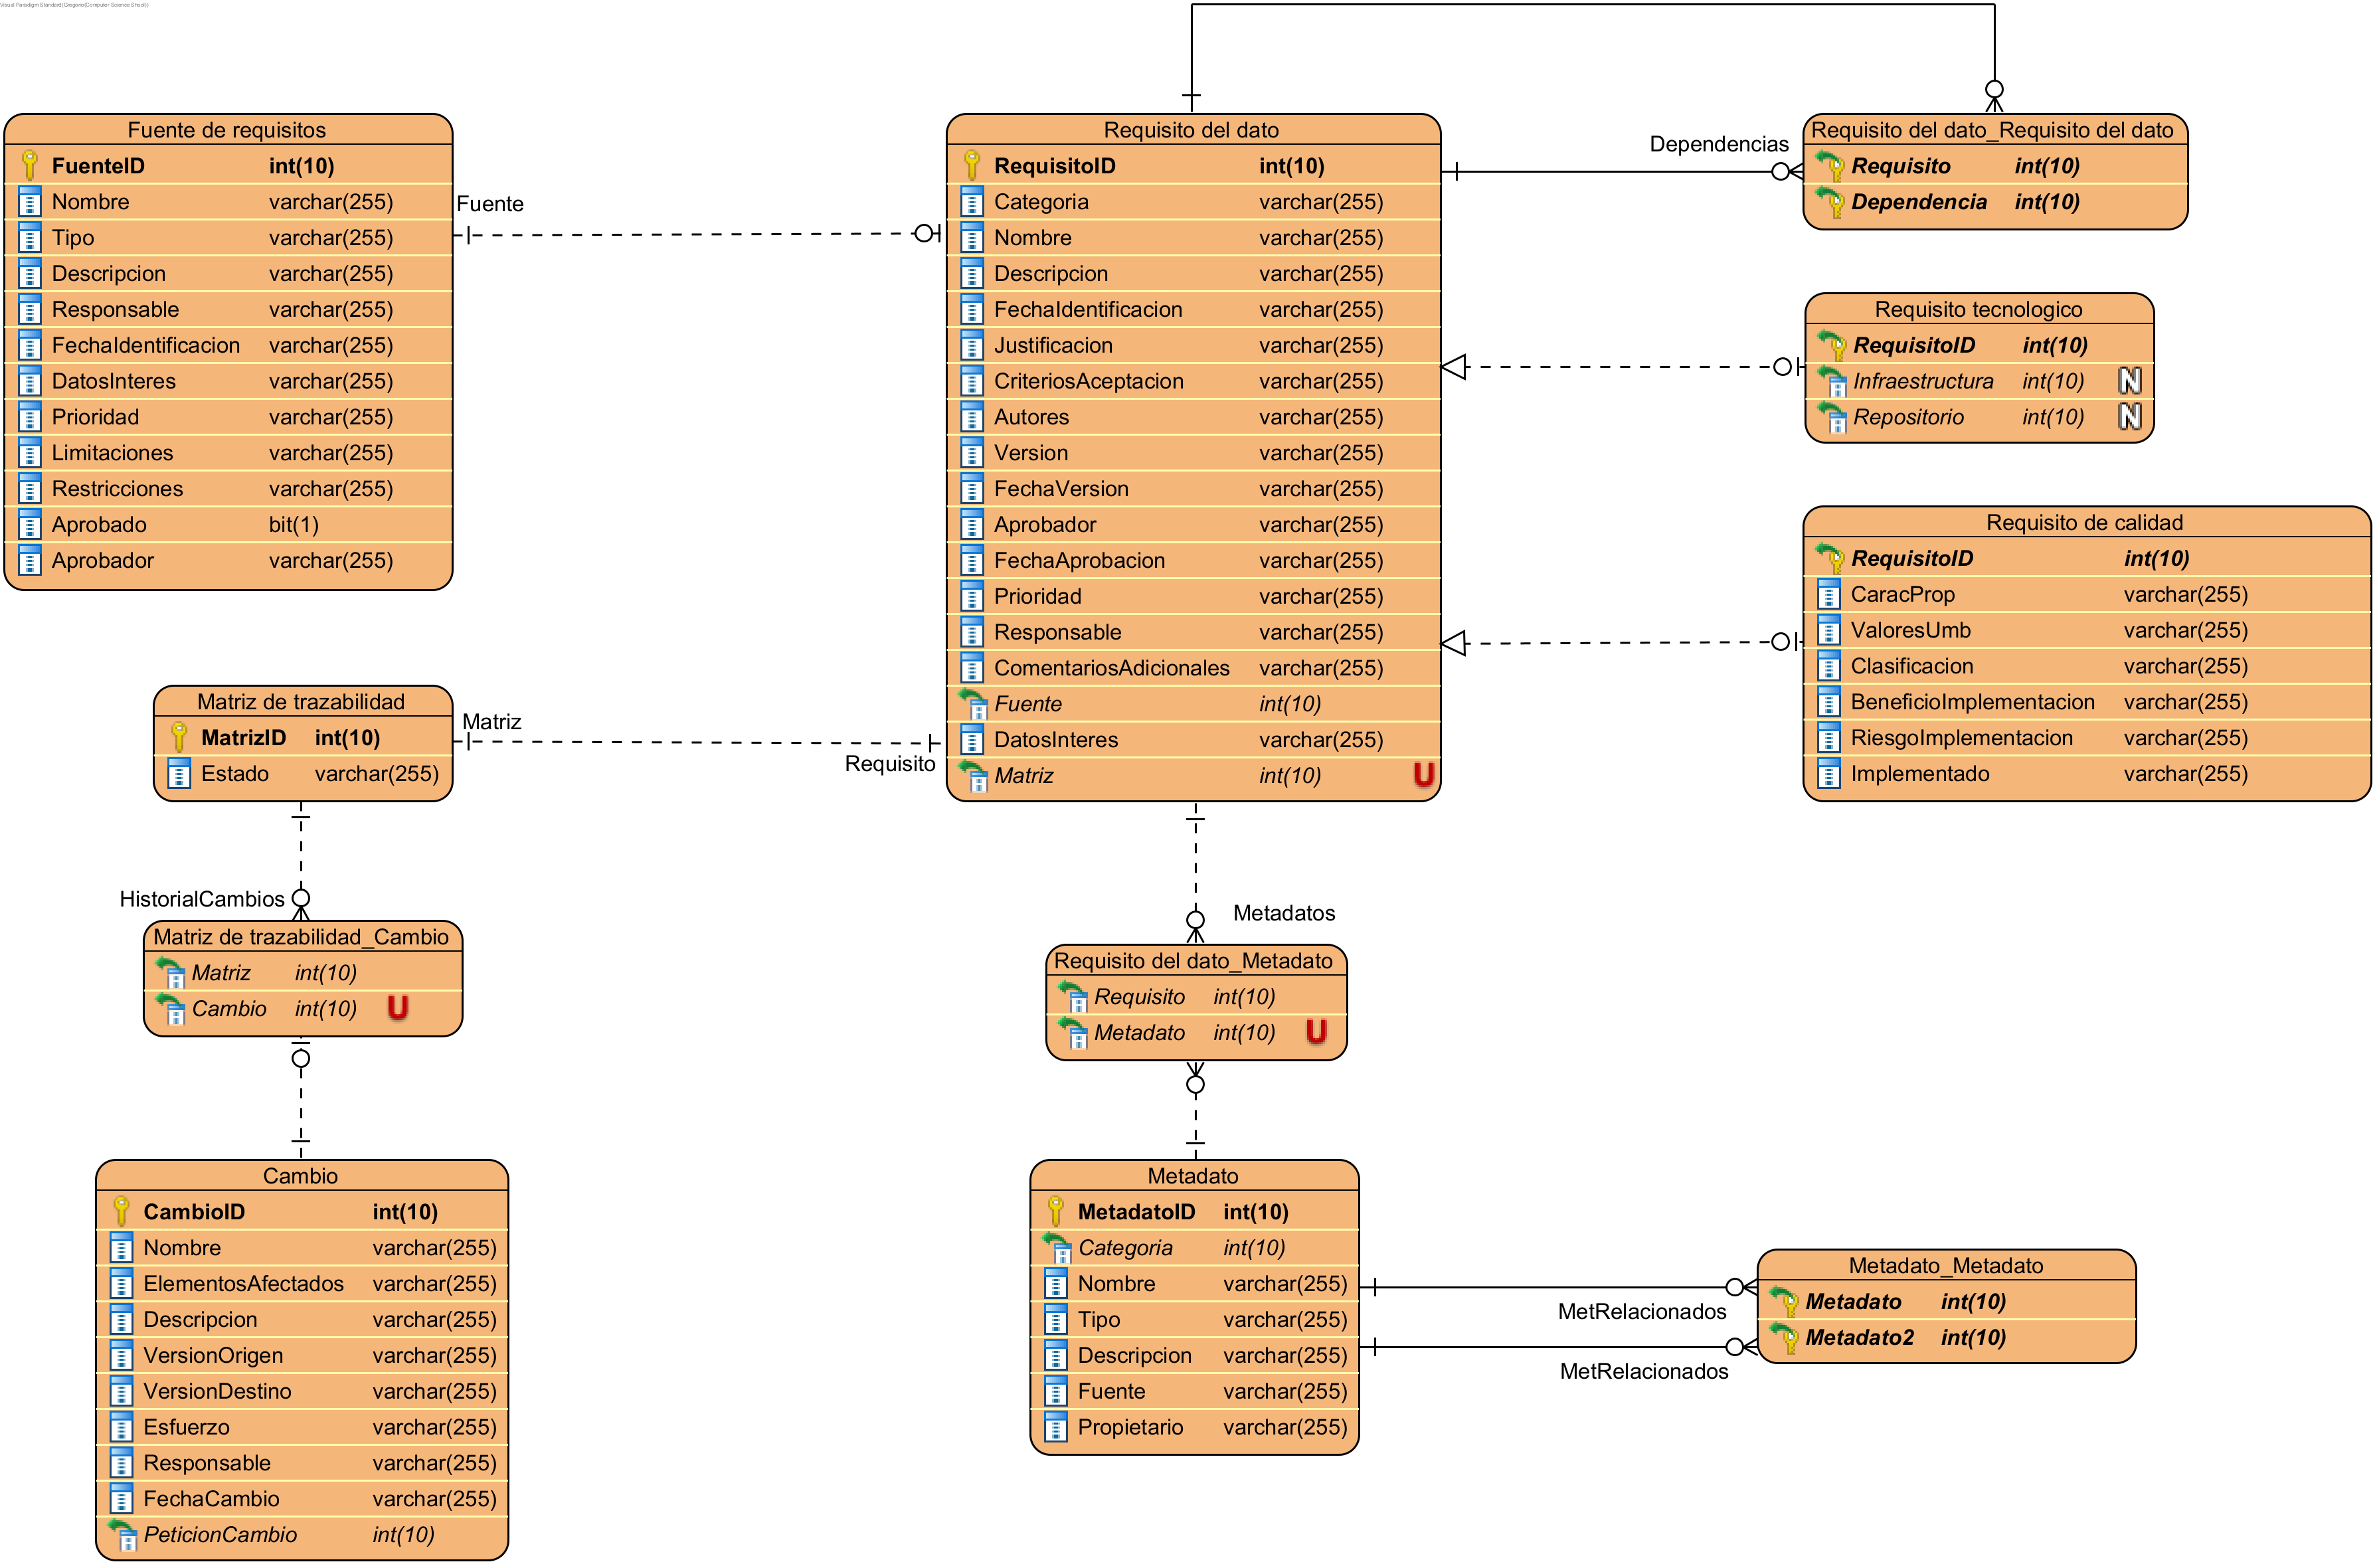 Visual Paradigm Standard(Gregorio(Computer Science Shool))
Fuente de requisitos
FuenteID int(10)
Nombre varchar(255)
Tipo varchar(255)
Descripcion varchar(255)
Responsable varchar(255)
FechaIdentificacion varchar(255)
DatosInteres varchar(255)
Prioridad varchar(255)
Limitaciones varchar(255)
Restricciones varchar(255)
Aprobado bit(1)
Aprobador varchar(255)
Fuente
Requisito del dato
RequisitoID int(10)
Categoria varchar(255)
Nombre varchar(255)
Descripcion varchar(255)
FechaIdentificacion varchar(255)
Justificacion varchar(255)
CriteriosAceptacion varchar(255)
Autores varchar(255)
Version varchar(255)
FechaVersion varchar(255)
Aprobador varchar(255)
FechaAprobacion varchar(255)
Prioridad varchar(255)
Responsable varchar(255)
ComentariosAdicionales varchar(255)
Fuente int(10)
DatosInteres varchar(255)
Matriz int(10) U
Dependencias
Requisito del dato_Requisito del dato
Requisito int(10)
Dependencia int(10)
Requisito tecnologico
RequisitoID int(10)
Infraestructura int(10) N
Repositorio int(10) N
Requisito de calidad
RequisitoID int(10)
CaracProp varchar(255)
ValoresUmb varchar(255)
Clasificacion varchar(255)
BeneficioImplementacion varchar(255)
RiesgoImplementacion varchar(255)
Implementado varchar(255)
Matriz de trazabilidad
MatrizID int(10)
Estado varchar(255)
Matriz
Requisito
HistorialCambios
Matriz de trazabilidad_Cambio
Matriz int(10)
Cambio int(10) U
Metadatos
Requisito del dato_Metadato
Requisito int(10)
Metadato int(10) U
Cambio
CambioID int(10)
Nombre varchar(255)
ElementosAfectados varchar(255)
Descripcion varchar(255)
VersionOrigen varchar(255)
VersionDestino varchar(255)
Esfuerzo varchar(255)
Responsable varchar(255)
FechaCambio varchar(255)
PeticionCambio int(10)
Metadato
MetadatoID int(10)
Categoria int(10)
Nombre varchar(255)
Tipo varchar(255)
Descripcion varchar(255)
Fuente varchar(255)
Propietario varchar(255)
MetRelacionados
MetRelacionados
Metadato_Metadato
Metadato int(10)
Metadato2 int(10)